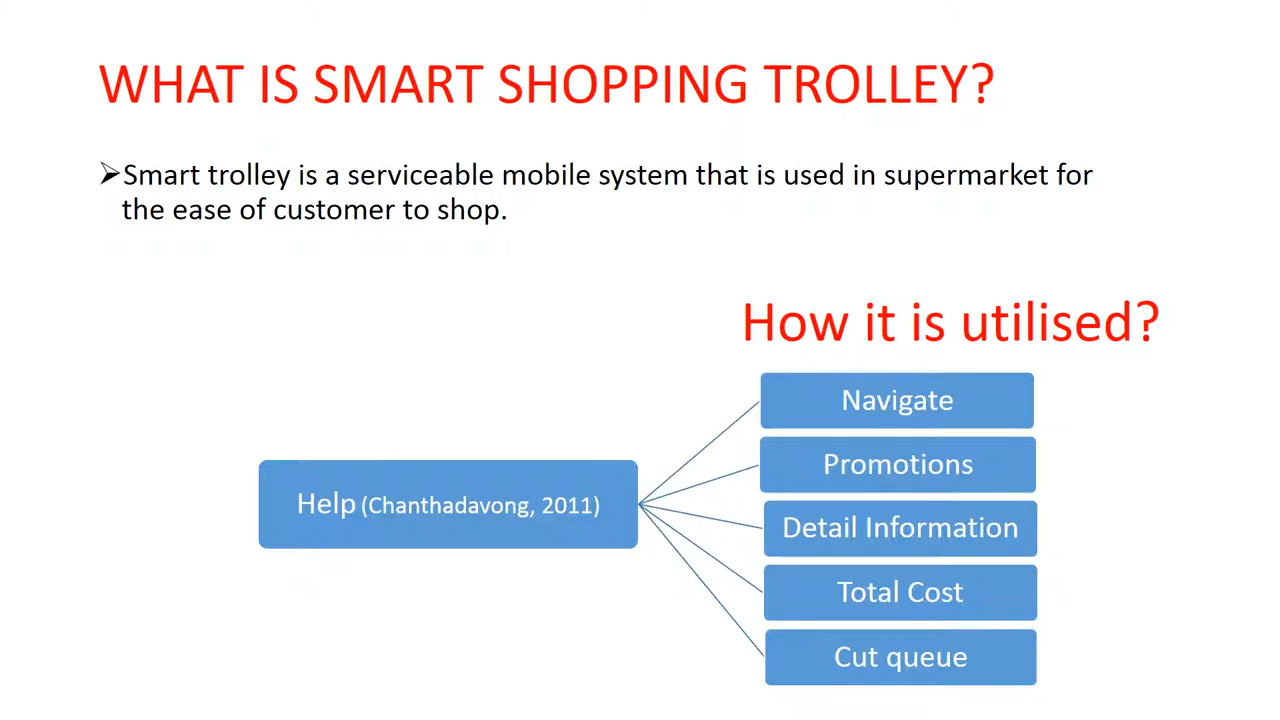 WHAT IS SMART SHOPPING TROLLEY?
➢Smart trolley is a serviceable mobile system that is used in supermarket for
the ease of customer to shop.
How it is utilised?
Help (Chanthadavong, 2011)
Navigate
Promotions
Detail Information
Total Cost
Cut queue